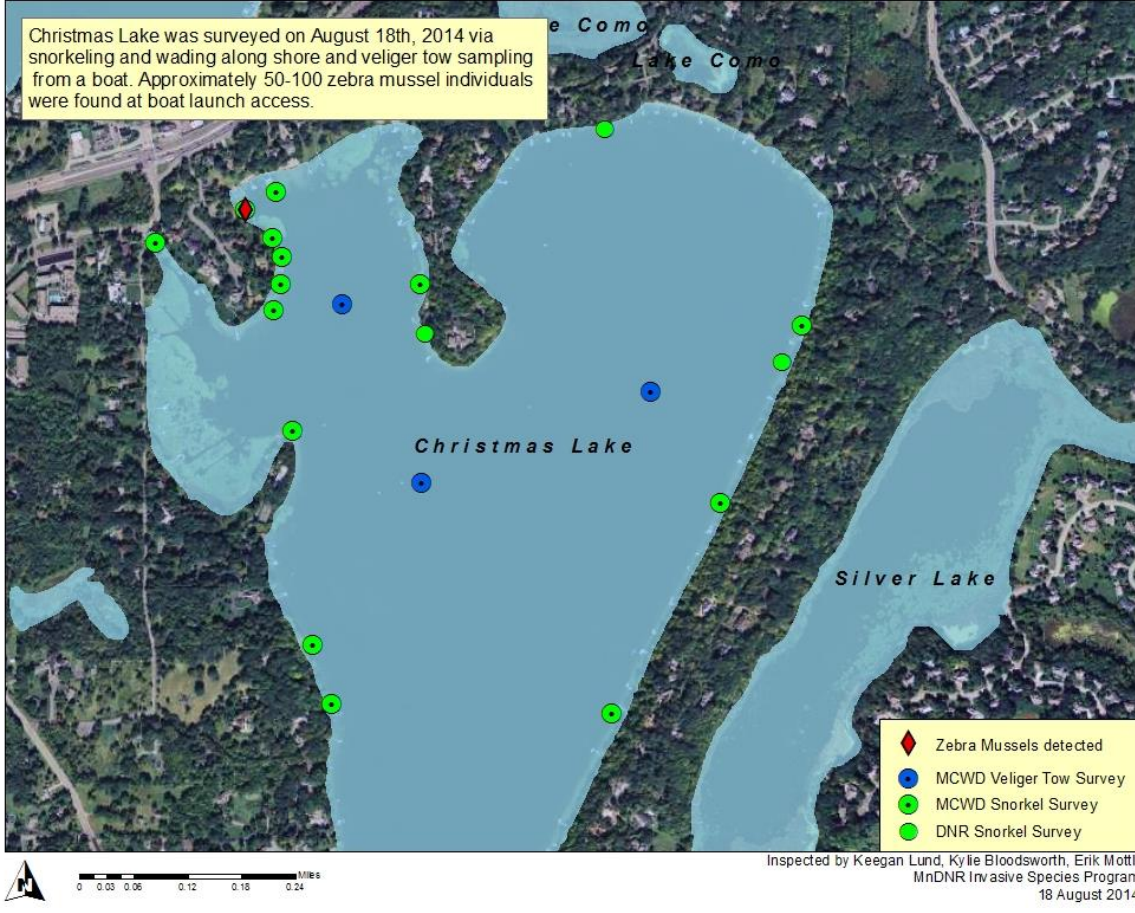 Christmas Lake was surveyed on August 18th, 2014 via
snorkeling and wading along shore and veliger tow sampling
from a boat. Approximately 50-100 zebra mussel individuals
were found at boat launch access.
e Como
Lake Como
Christmas Lake
Silver Lake
Zebra Mussels detected
MCWD Veliger Tow Survey
MCWD Snorkel Survey
DNR Snorkel Survey
N
0 0.03 0.06 0.12 0.18 0.24 Miles
Inspected by Keegan Lund, Kylie Bloodsworth, Erik Mottl
MnDNR Invasive Species Program
18 August 2014